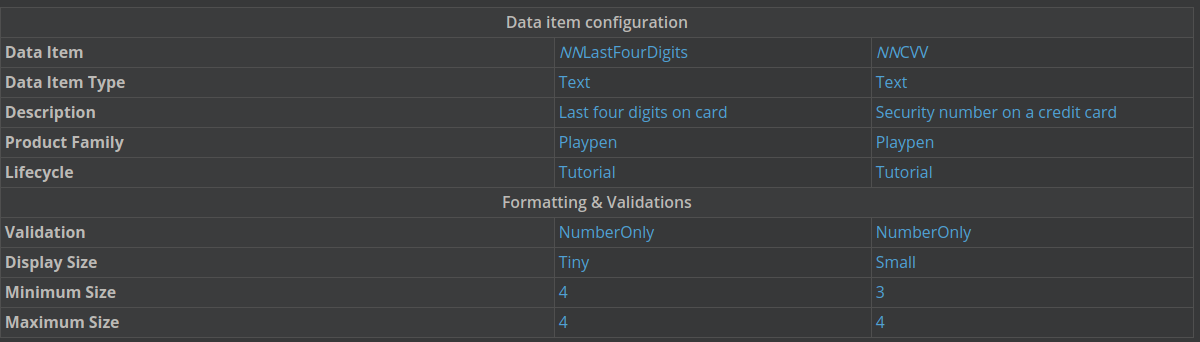 Data item configuration
Data Item NNLastFourDigits NNCVV
Data Item Type Text Text
Description Last four digits on card Security number on a credit card
Product Family Playpen Playpen
Lifecycle Tutorial Tutorial
Formatting & Validations
Validation NumberOnly NumberOnly
Display Size Tiny Small
Minimum Size 4 3
Maximum Size 4 4